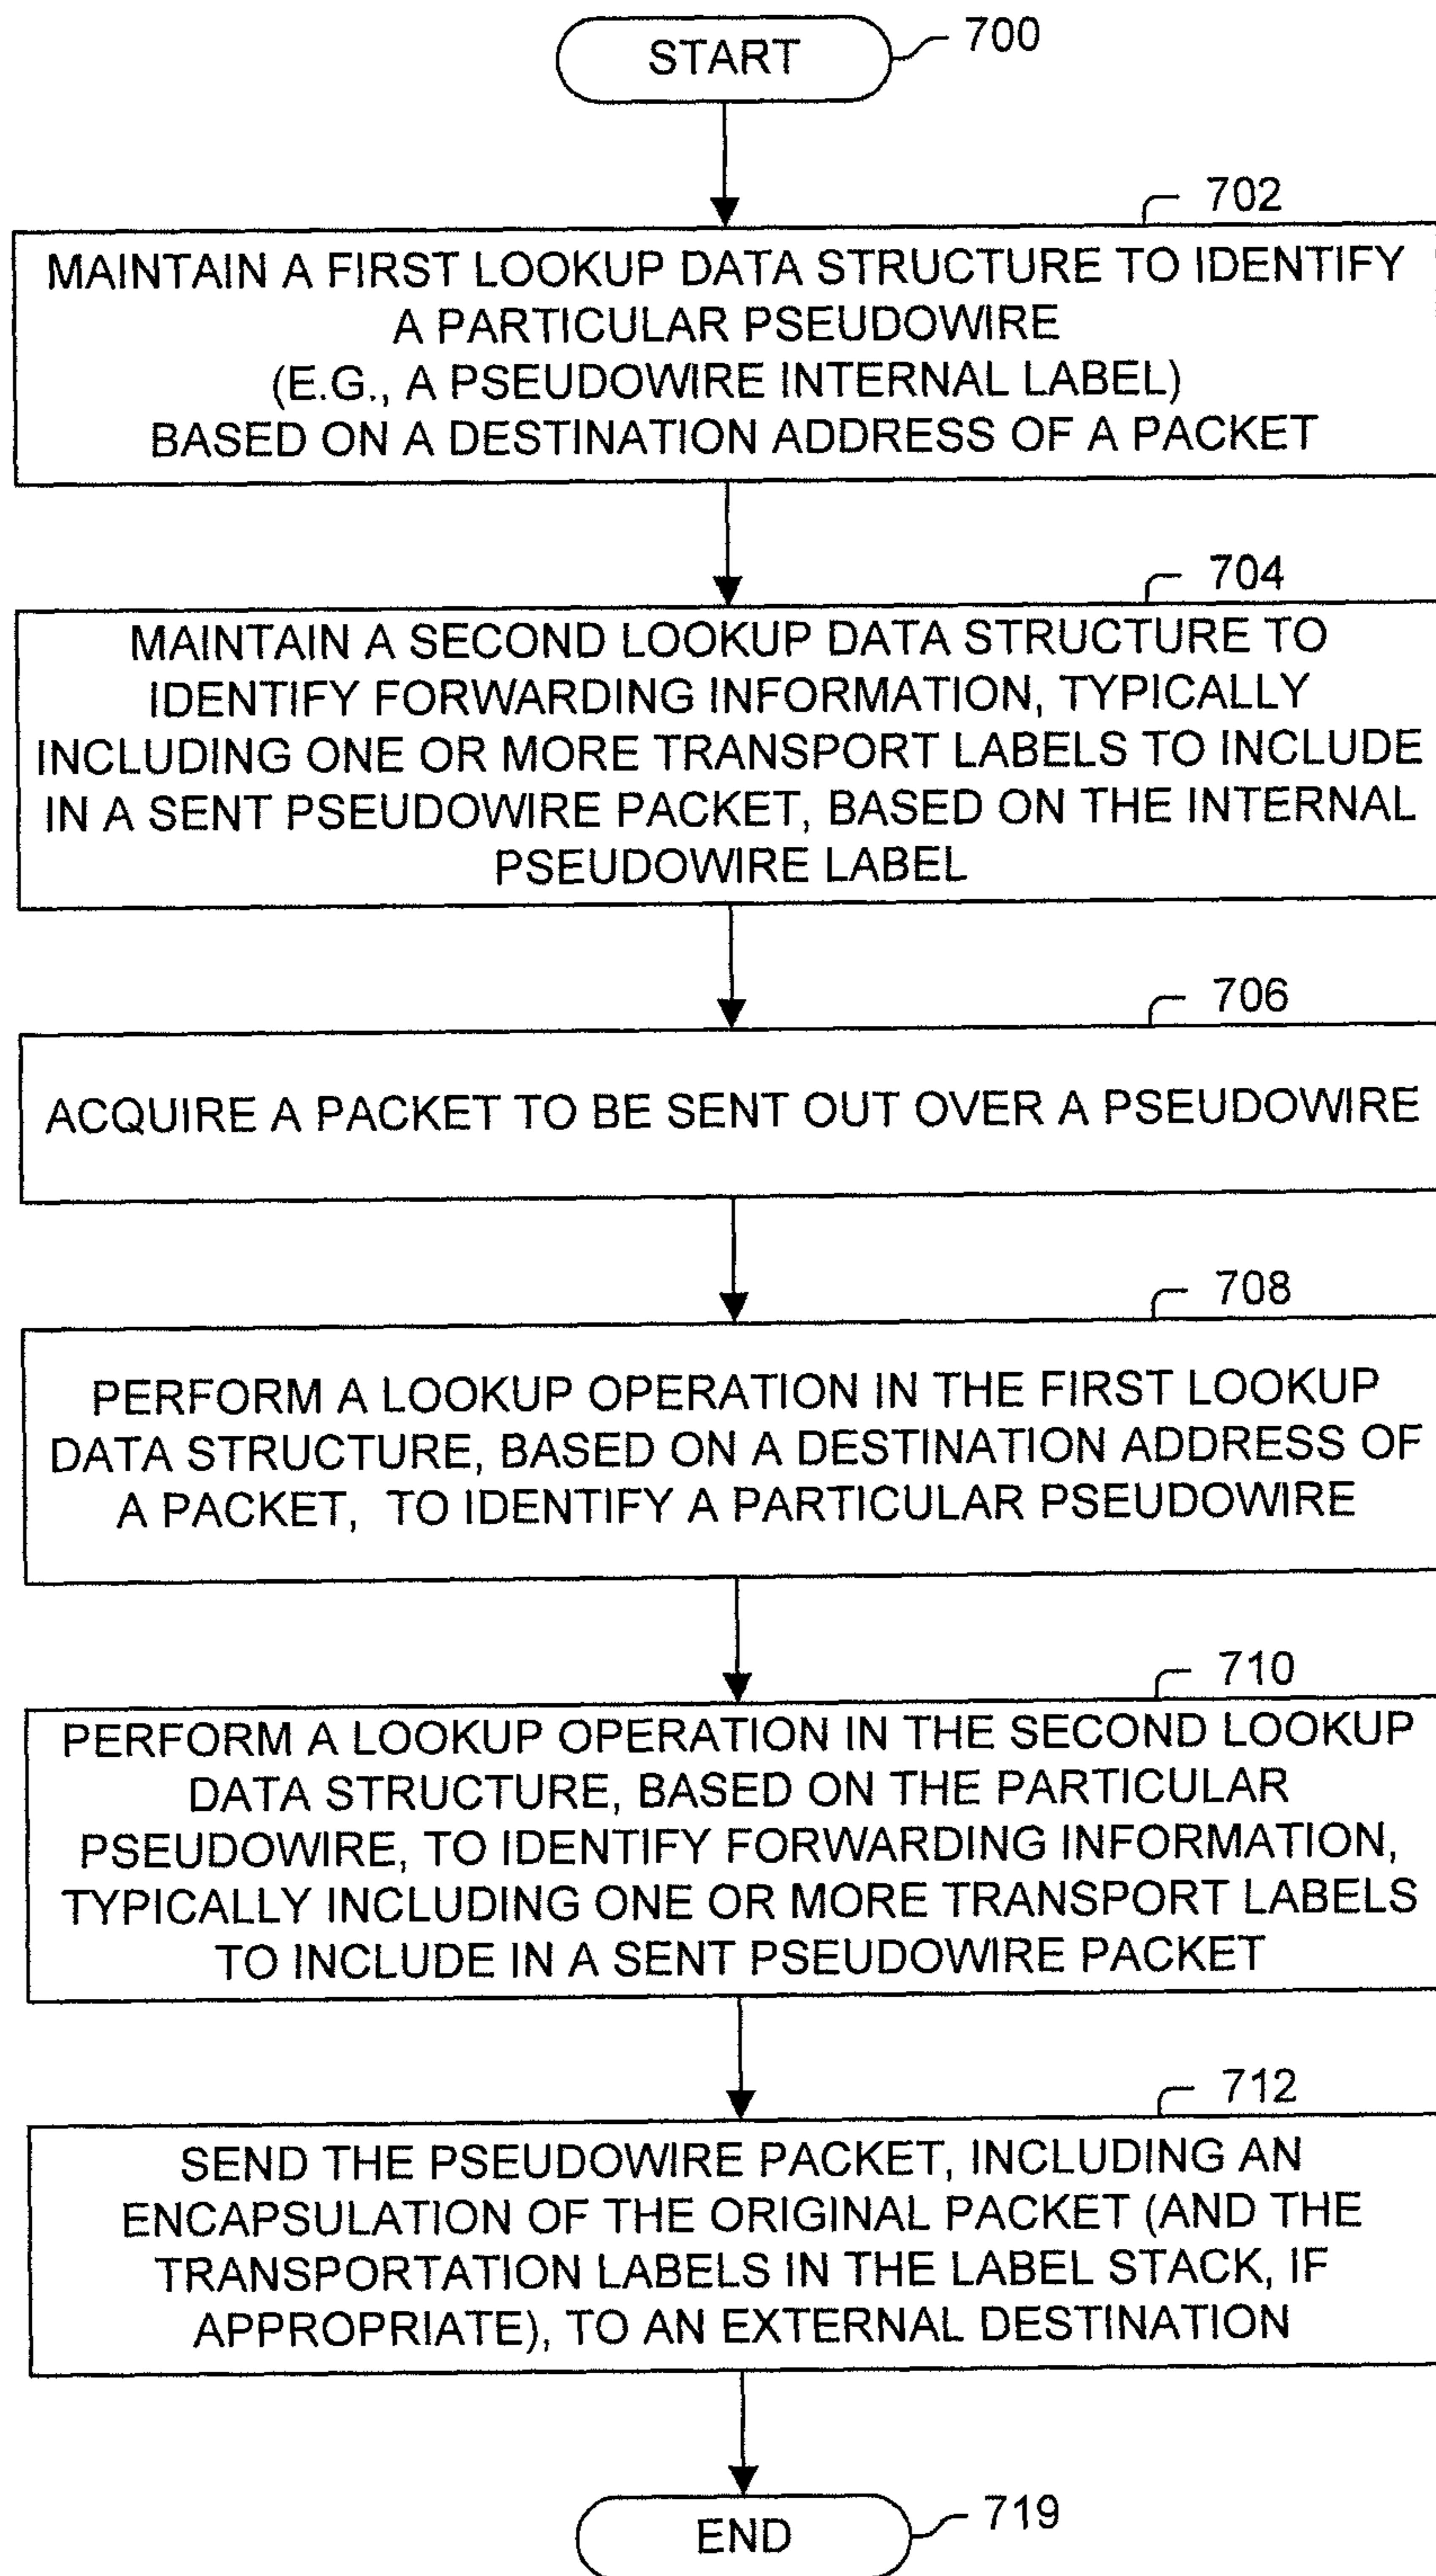 START
700
702
MAINTAIN A FIRST LOOKUP DATA STRUCTURE TO IDENTIFY
A PARTICULAR PSEUDOWIRE
(E.G., A PSEUDOWIRE INTERNAL LABEL)
BASED ON A DESTINATION ADDRESS OF A PACKET
704
MAINTAIN A SECOND LOOKUP DATA STRUCTURE TO
IDENTIFY FORWARDING INFORMATION, TYPICALLY
INCLUDING ONE OR MORE TRANSPORT LABELS TO INCLUDE
IN A SENT PSEUDOWIRE PACKET, BASED ON THE INTERNAL
PSEUDOWIRE LABEL
706
ACQUIRE A PACKET TO BE SENT OUT OVER A PSEUDOWIRE
708
PERFORM A LOOKUP OPERATION IN THE FIRST LOOKUP
DATA STRUCTURE, BASED ON A DESTINATION ADDRESS OF
A PACKET, TO IDENTIFY A PARTICULAR PSEUDOWIRE
710
PERFORM A LOOKUP OPERATION IN THE SECOND LOOKUP
DATA STRUCTURE, BASED ON THE PARTICULAR
PSEUDOWIRE, TO IDENTIFY FORWARDING INFORMATION,
TYPICALLY INCLUDING ONE OR MORE TRANSPORT LABELS
TO INCLUDE IN A SENT PSEUDOWIRE PACKET
712
SEND THE PSEUDOWIRE PACKET, INCLUDING AN
ENCAPSULATION OF THE ORIGINAL PACKET (AND THE
TRANSPORTATION LABELS IN THE LABEL STACK, IF
APPROPRIATE), TO AN EXTERNAL DESTINATION
END
719